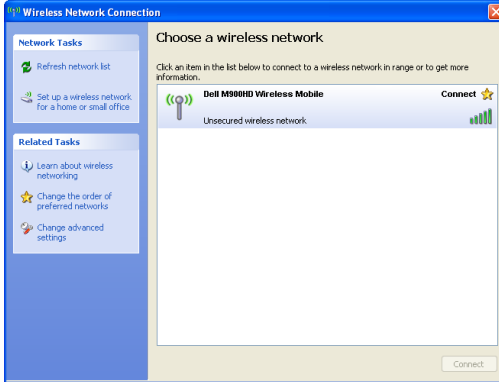 Wireless Network Connection
Network Tasks
Refresh network list
Set up a wireless network
for a home or small office
Related Tasks
Learn about wireless
networking
Change the order of
preferred networks
Change advanced
settings
Choose a wireless network
Click an item in the list below to connect to a wireless network in range or to get more
information.
Dell M900HD Wireless Mobile
Connect
Unsecured wireless network
Connect